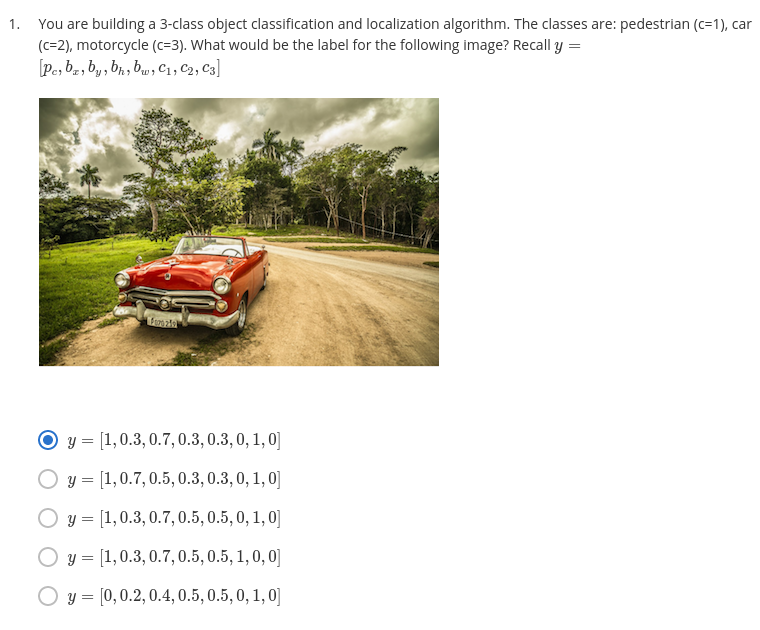 1. You are building a 3-class object classification and localization algorithm. The classes are: pedestrian (c=1), car
(c=2), motorcycle (c=3). What would be the label for the following image? Recall y =
[p_c, b_x, b_y, b_h, b_w, c_1, c_2, c_3]
y = [1, 0.3, 0.7, 0.3, 0.3, 0, 1, 0]
y = [1, 0.7, 0.5, 0.3, 0.3, 0, 1, 0]
y = [1, 0.3, 0.7, 0.5, 0.5, 0, 1, 0]
y = [1, 0.3, 0.7, 0.5, 0.5, 1, 0, 0]
y = [0, 0.2, 0.4, 0.5, 0.5, 0, 1, 0]